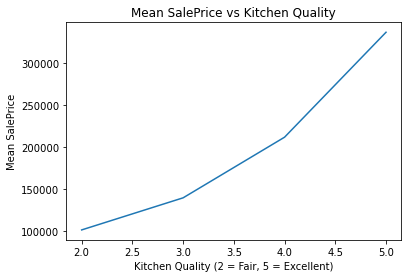 Mean SalePrice vs Kitchen Quality
Mean SalePrice
300000
250000
200000
150000
100000
2.0 2.5 3.0 3.5 4.0 4.5 5.0
Kitchen Quality (2 = Fair, 5 = Excellent)